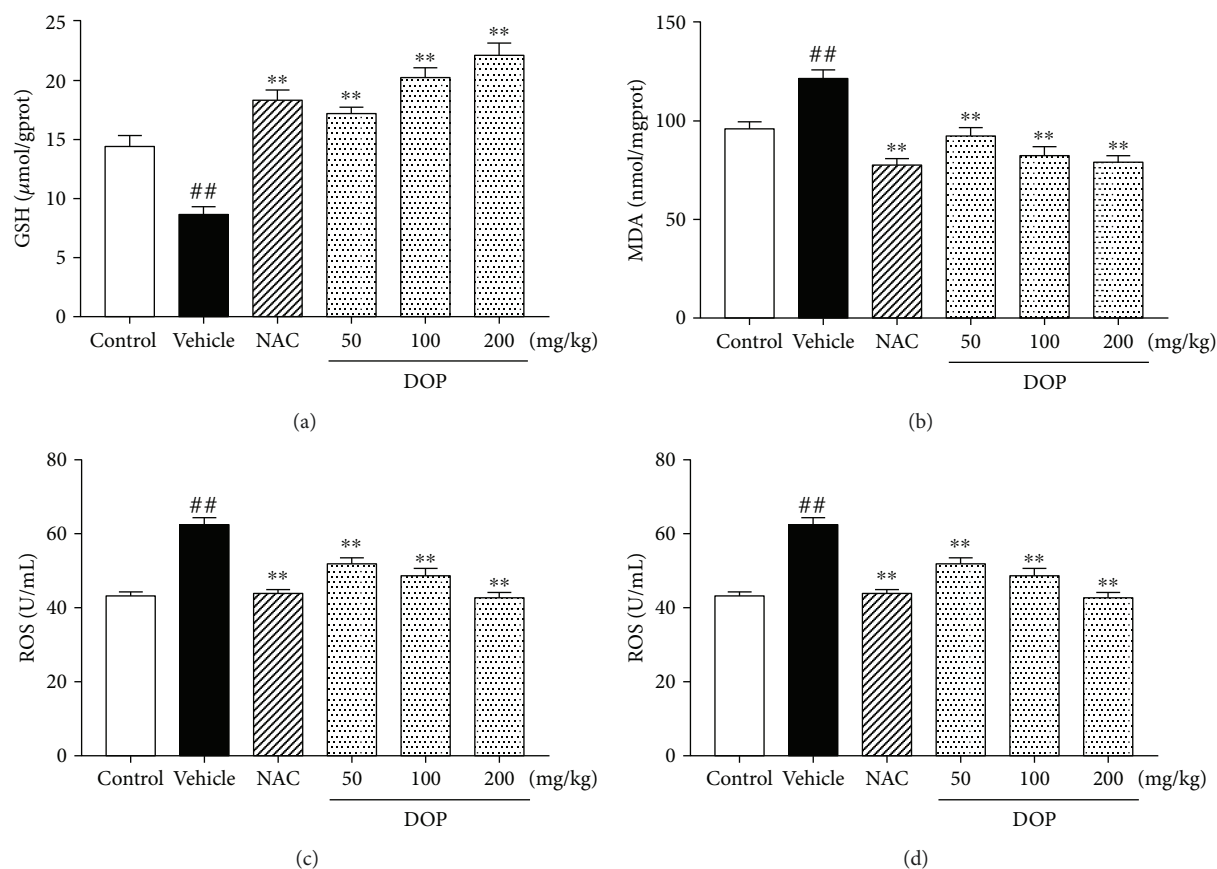 25
20
15
10
5
0
GSH (μmol/gprot)
##
**
**
**
**
Control Vehicle NAC 50 100 200 (mg/kg)
DOP
(a)
150
100
50
0
MDA (nmol/mgprot)
##
**
**
**
**
Control Vehicle NAC 50 100 200 (mg/kg)
DOP
(b)
80
60
40
20
0
ROS (U/mL)
##
**
**
**
**
Control Vehicle NAC 50 100 200 (mg/kg)
DOP
(c)
80
60
40
20
0
ROS (U/mL)
##
**
**
**
**
Control Vehicle NAC 50 100 200 (mg/kg)
DOP
(d)